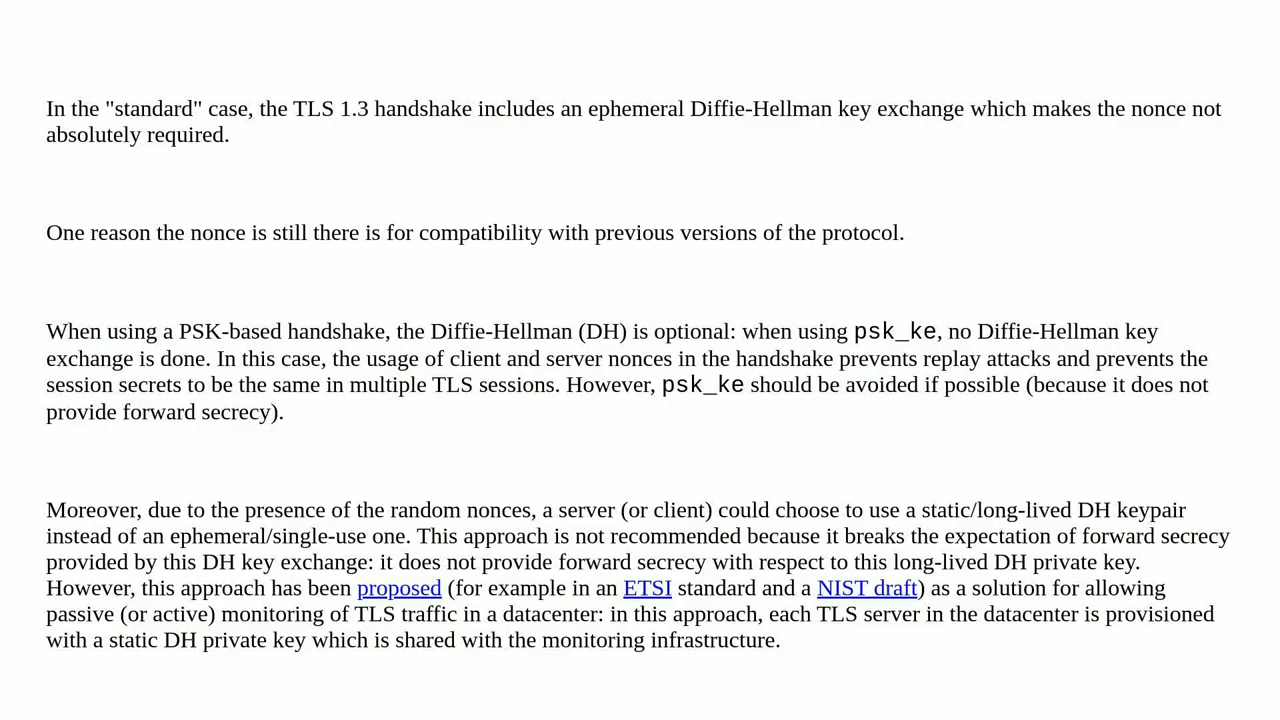 In the "standard" case, the TLS 1.3 handshake includes an ephemeral Diffie-Hellman key exchange which makes the nonce not
absolutely required.
One reason the nonce is still there is for compatibility with previous versions of the protocol.
When using a PSK-based handshake, the Diffie-Hellman (DH) is optional: when using psk_ke, no Diffie-Hellman key
exchange is done. In this case, the usage of client and server nonces in the handshake prevents replay attacks and prevents the
session secrets to be the same in multiple TLS sessions. However, psk_ke should be avoided if possible (because it does not
provide forward secrecy).
Moreover, due to the presence of the random nonces, a server (or client) could choose to use a static/long-lived DH keypair
instead of an ephemeral/single-use one. This approach is not recommended because it breaks the expectation of forward secrecy
provided by this DH key exchange: it does not provide forward secrecy with respect to this long-lived DH private key.
However, this approach has been proposed (for example in an ETSI standard and a NIST draft) as a solution for allowing
passive (or active) monitoring of TLS traffic in a datacenter: in this approach, each TLS server in the datacenter is provisioned
with a static DH private key which is shared with the monitoring infrastructure.